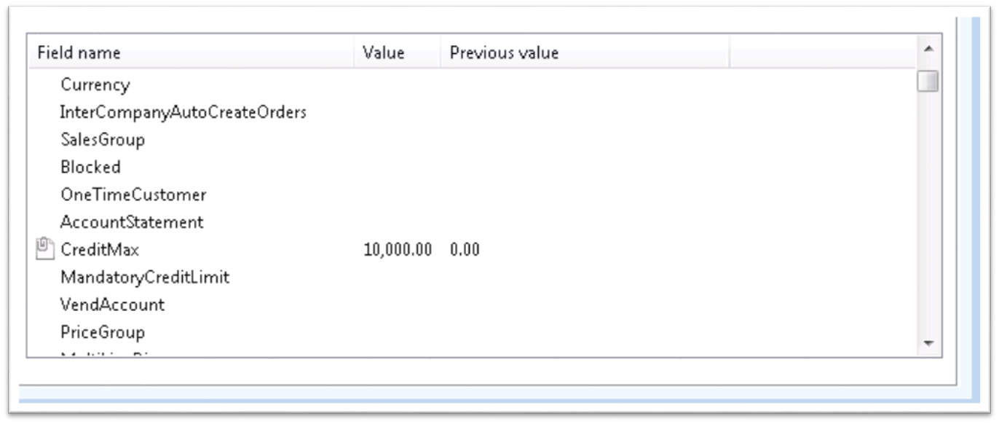 Field name Value Previous value
Currency
InterCompanyAutoCreateOrders
SalesGroup
Blocked
OneTimeCustomer
AccountStatement
CreditMax 10,000.00 0.00
MandatoryCreditLimit
VendAccount
PriceGroup